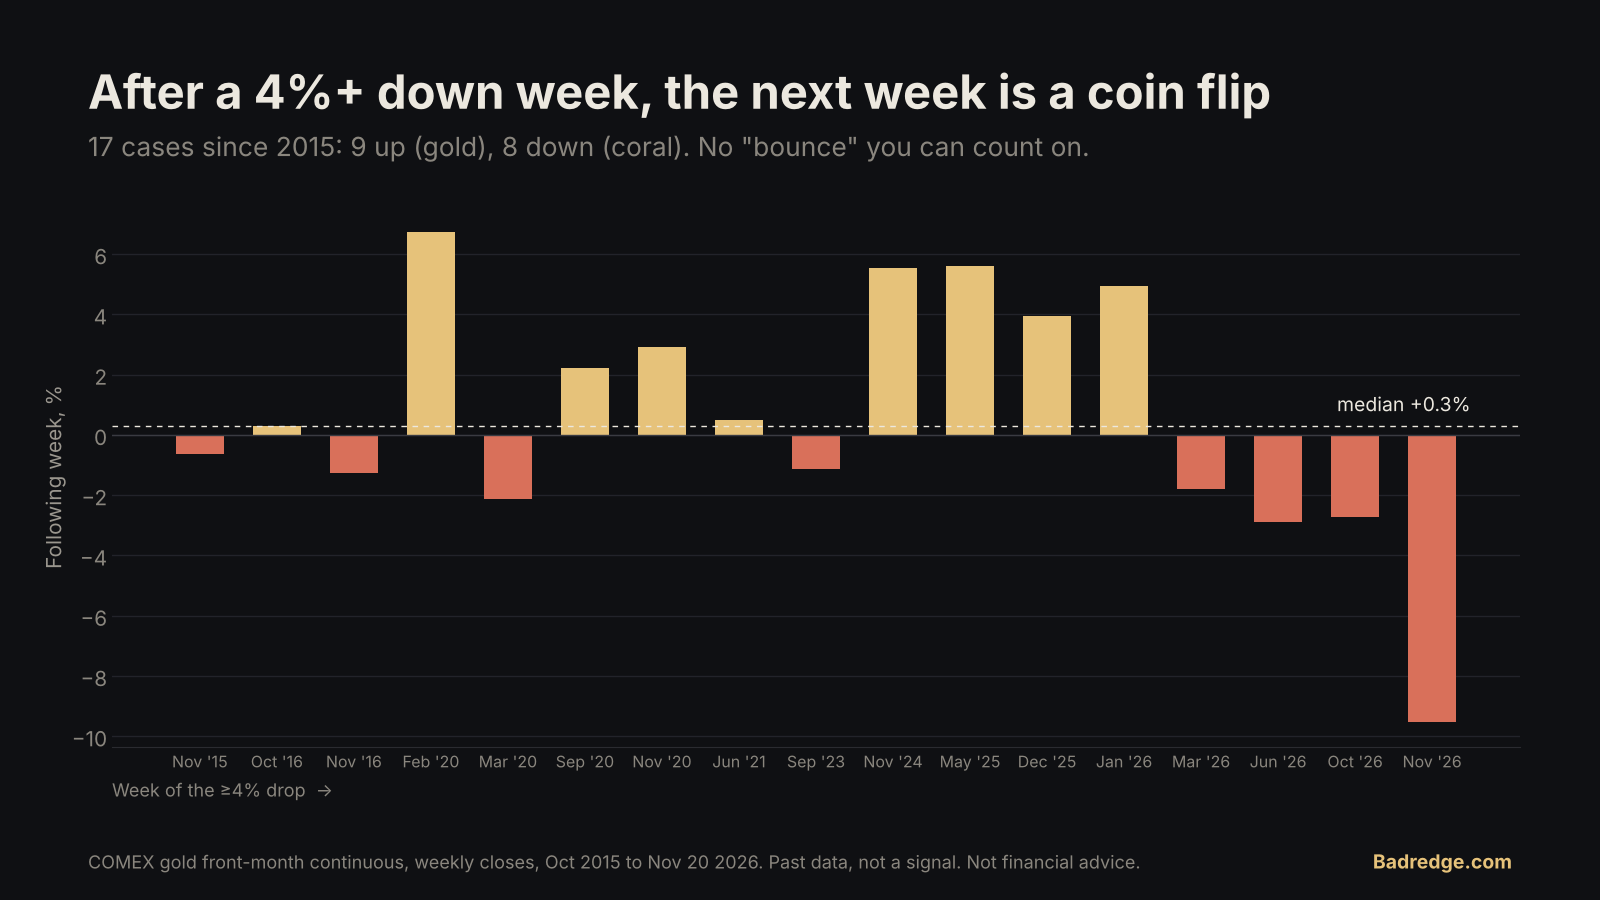 After a 4%+ down week, the next week is a coin flip
17 cases since 2015: 9 up (gold), 8 down (coral). No "bounce" you can count on.
Following week, %
6
4
2
0
−2
−4
−6
−8
−10
median +0.3%
Nov '15 Oct '16 Nov '16 Feb '20 Mar '20 Sep '20 Nov '20 Jun '21 Sep '23 Nov '24 May '25 Dec '25 Jan '26 Mar '26 Jun '26 Oct '26 Nov '26
Week of the ≥4% drop →
COMEX gold front-month continuous, weekly closes, Oct 2015 to Nov 20 2026. Past data, not a signal. Not financial advice.
Badredge.com